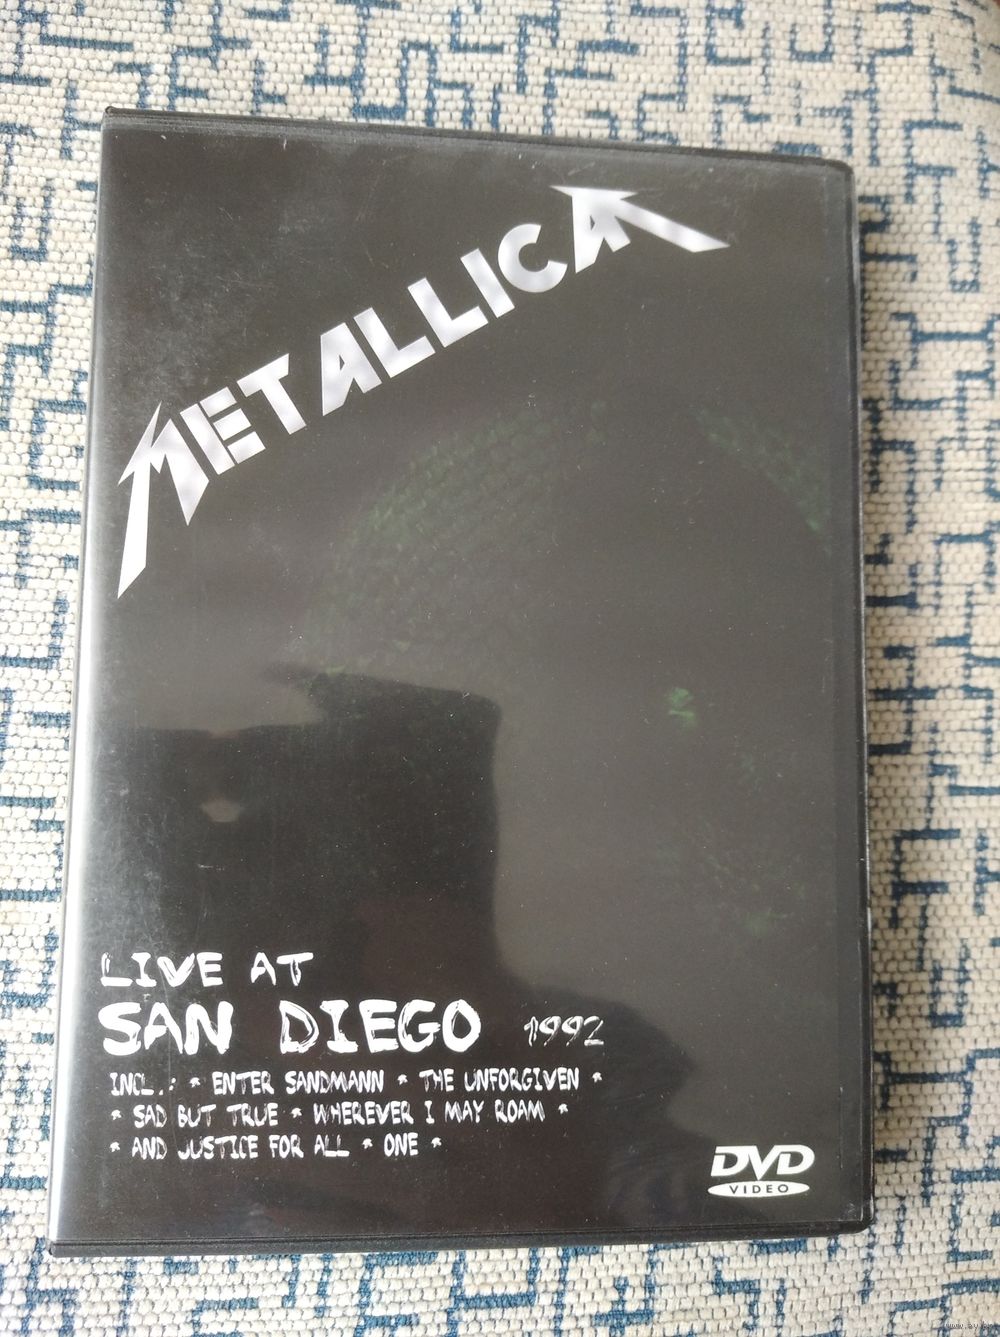 METALLICA
LIVE AT
SAN DIEGO 1992
INCL.: * ENTER SANDMANN * THE UNFORGIVEN *
* SAD BUT TRUE * WHEREVER I MAY ROAM *
* AND JUSTICE FOR ALL * ONE *
DVD
VIDEO